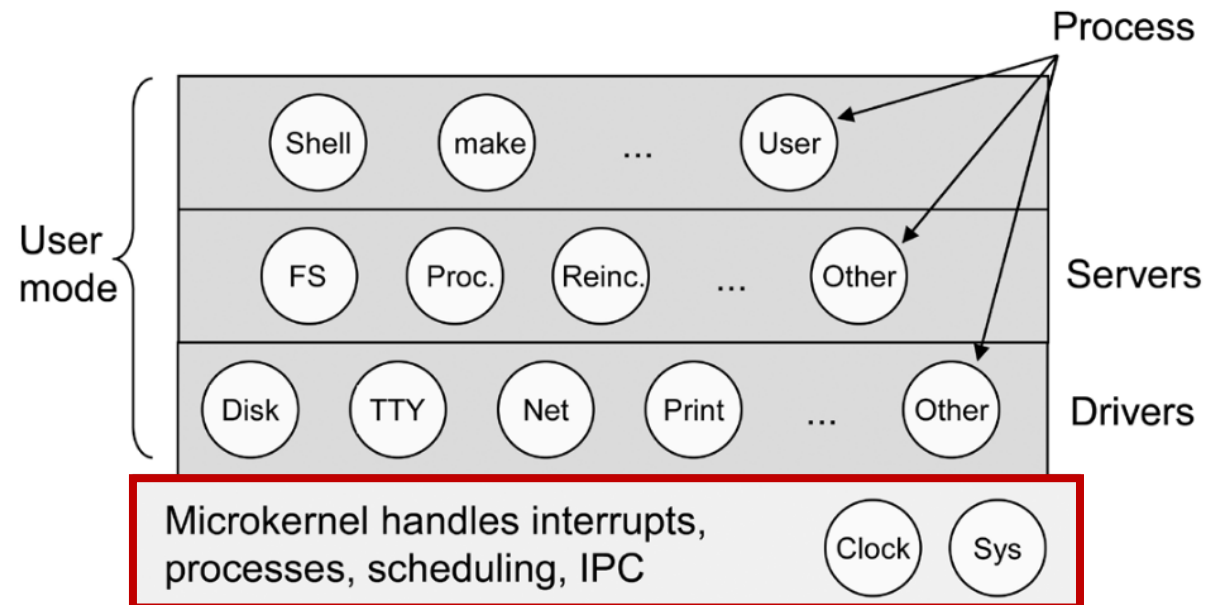 Process
Shell make ... User
User
mode
FS Proc. Reinc. ... Other
Servers
Disk TTY Net Print ... Other
Drivers
Microkernel handles interrupts,
processes, scheduling, IPC
Clock Sys